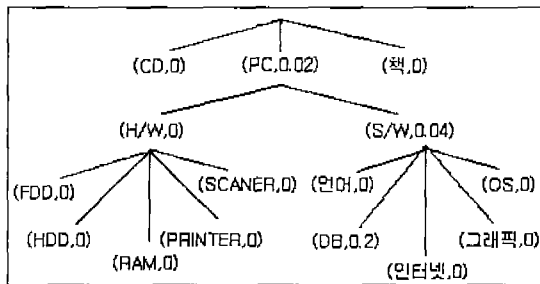 (CD,0) (PC,0.02) (책,0)
(H/W,0) (S/W,0.04)
(FDD,0) (SCANER,0) (언어,0) (OS,0)
(HDD,0) (PRINTER,0) (DB,0.2) (그래픽,0)
(RAM,0) (인터넷,0)